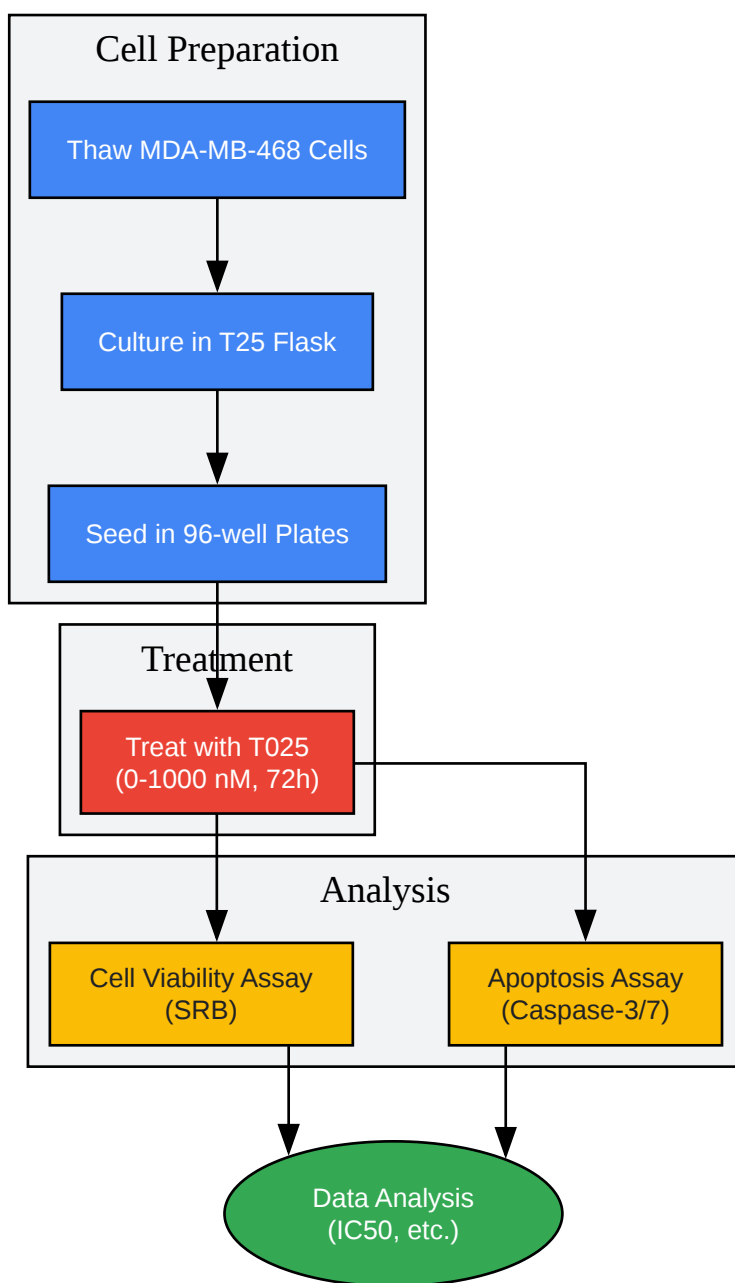 Cell Preparation
Thaw MDA-MB-468 Cells
Culture in T25 Flask
Seed in 96-well Plates
Treatment
Treat with T025
(0-1000 nM, 72h)
Analysis
Cell Viability Assay
(SRB)
Apoptosis Assay
(Caspase-3/7)
Data Analysis
(IC50, etc.)